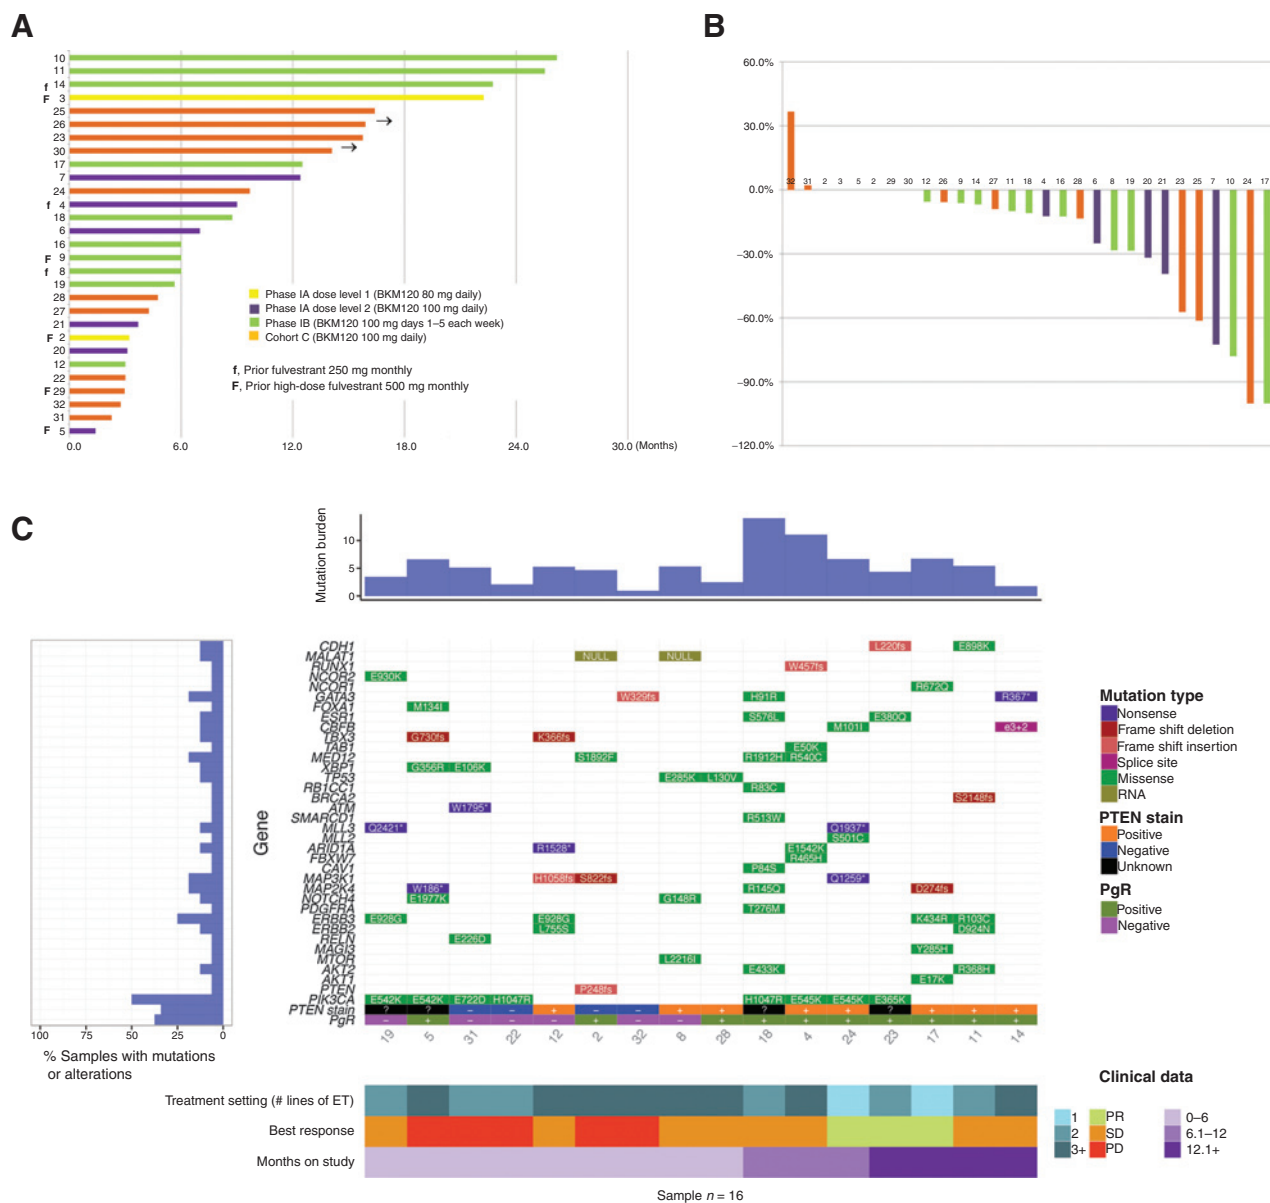 A
10
11
f 14
F 3
25
26
23
30
17
7
24
f 4
18
6
16
F 9
f 8
19
28
27
21
F 2
20
12
22
F 29
32
31
F 5
0.0 6.0 12.0 18.0 24.0 30.0 (Months)
Phase IA dose level 1 (BKM120 80 mg daily)
Phase IA dose level 2 (BKM120 100 mg daily)
Phase IB (BKM120 100 mg days 1–5 each week)
Cohort C (BKM120 100 mg daily)
f, Prior fulvestrant 250 mg monthly
F, Prior high-dose fulvestrant 500 mg monthly
B
60.0%
30.0%
0.0%
−30.0%
−60.0%
−90.0%
−120.0%
32 31 2 3 5 2 29 30 12 26 9 14 27 11 18 4 16 28 6 8 19 20 21 23 25 7 10 24 17
C
Mutation burden
10
5
0
Gene
CDH1 L220fs E898K
MALAT1 NULL NULL
RUNX1 W457fs
NCOR2 E930K
NCOR1 R672Q
GATA3 W329fs H91R R367*
FOXA1 M134I
ESR1 S576L E380Q
CBFB M101I e3+2
TBX3 G730fs K366fs
TAB1 E50K
MED12 S1892F R1912H R540C
XBP1 G356R E106K
TP53 E285K L130V
RB1CC1 R83C
BRCA2 S2148fs
ATM W1795*
SMARCD1 R513W
MLL3 Q2421* Q1937*
MLL2 S501C
ARID1A R1528* E1542K
FBXW7 R465H
CAV1 P84S
MAP3K1 H1058fs S822fs Q1259*
MAP2K4 W186* R145Q D274fs
NOTCH4 E1977K G148R
PDGFRA T276M
ERBB3 E928G E928G K434R R103C
ERBB2 L755S D924N
RELN E226D
MAGI3 Y285H
MTOR L2216I
AKT2 E433K R368H
AKT1 E17K
PTEN P248fs
PIK3CA E542K E542K E722D H1047R H1047R E545K E545K E365K
PTEN stain ? ? − − + − − + + ? + + ? + + +
PgR − + − − − + − − + + + + + + + +
19 5 31 22 12 2 32 8 28 18 4 24 23 17 11 14
100 75 50 25 0
% Samples with mutations
or alterations
Mutation type
Nonsense
Frame shift deletion
Frame shift insertion
Splice site
Missense
RNA
PTEN stain
Positive
Negative
Unknown
PgR
Positive
Negative
Treatment setting (# lines of ET)
Best response
Months on study
Sample n = 16
Clinical data
1 PR 0–6
2 SD 6.1–12
3+ PD 12.1+